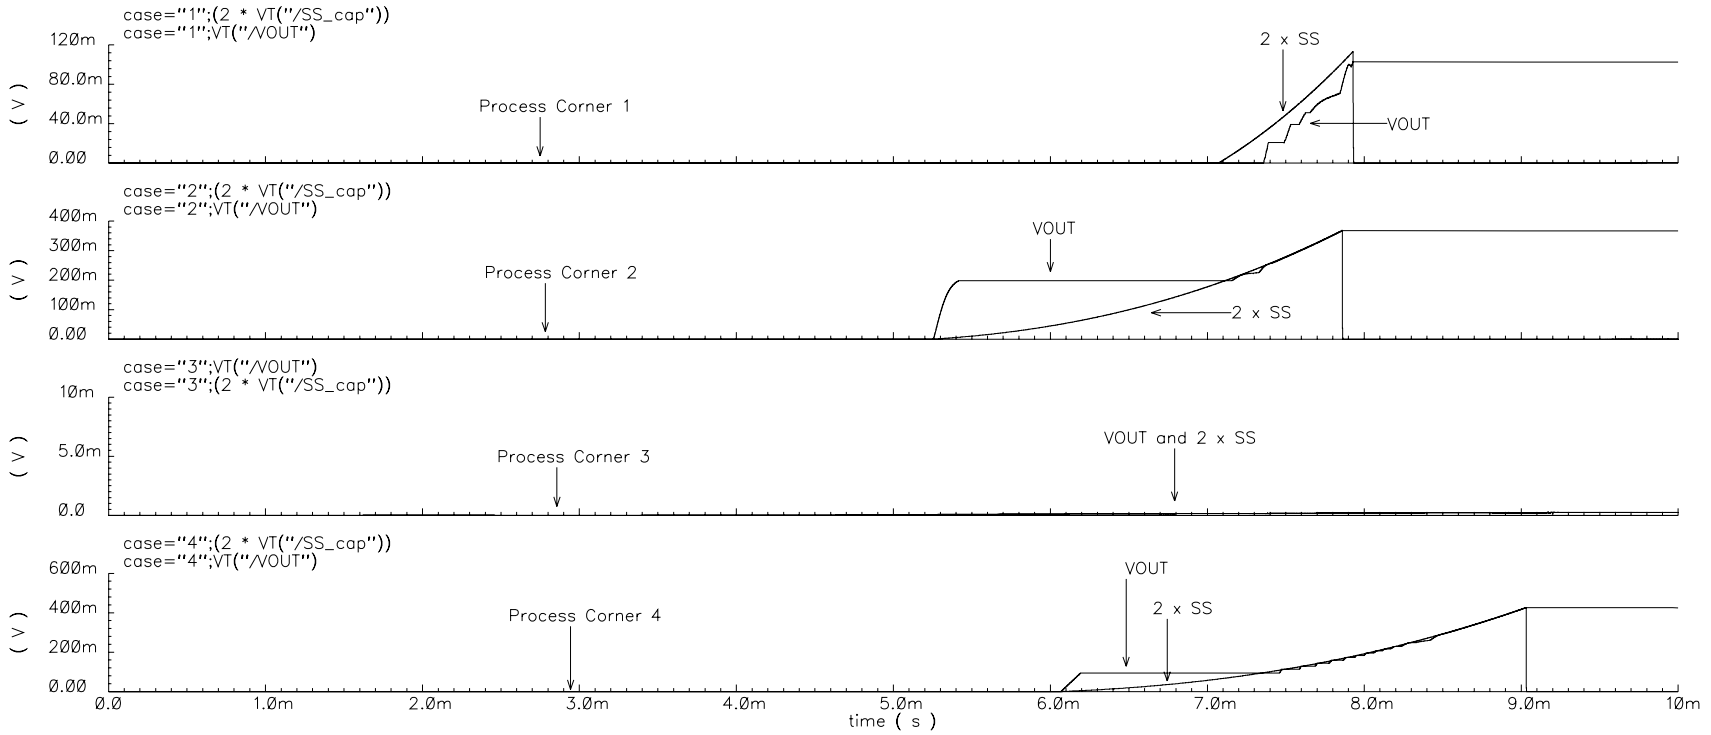 case="1";(2 * VT("/SS_cap"))
case="1";VT("/VOUT")
120m
80.0m
40.0m
0.00
( V )
Process Corner 1
2 x SS
VOUT
case="2";(2 * VT("/SS_cap"))
case="2";VT("/VOUT")
400m
300m
200m
100m
0.00
( V )
Process Corner 2
VOUT
2 x SS
case="3";VT("/VOUT")
case="3";(2 * VT("/SS_cap"))
10m
5.0m
0.0
( V )
Process Corner 3
VOUT and 2 x SS
case="4";(2 * VT("/SS_cap"))
case="4";VT("/VOUT")
600m
400m
200m
0.00
( V )
Process Corner 4
VOUT
2 x SS
0.0 1.0m 2.0m 3.0m 4.0m 5.0m 6.0m 7.0m 8.0m 9.0m 10m
time ( s )